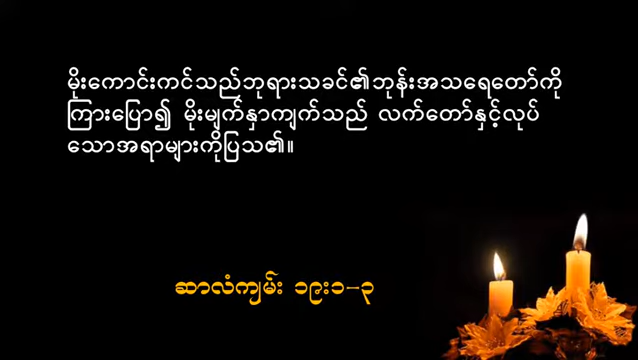 မိုးကောင်းကင်သည်ဘုရားသခင်၏ဘုန်းအသရေတော်ကို
ကြားပြော၍ မိုးမျက်နှာကျက်သည် လက်တော်နှင့်လုပ်
သောအရာများကိုပြသ၏။
ဆာလံကျမ်း ၁၉း၁-၃